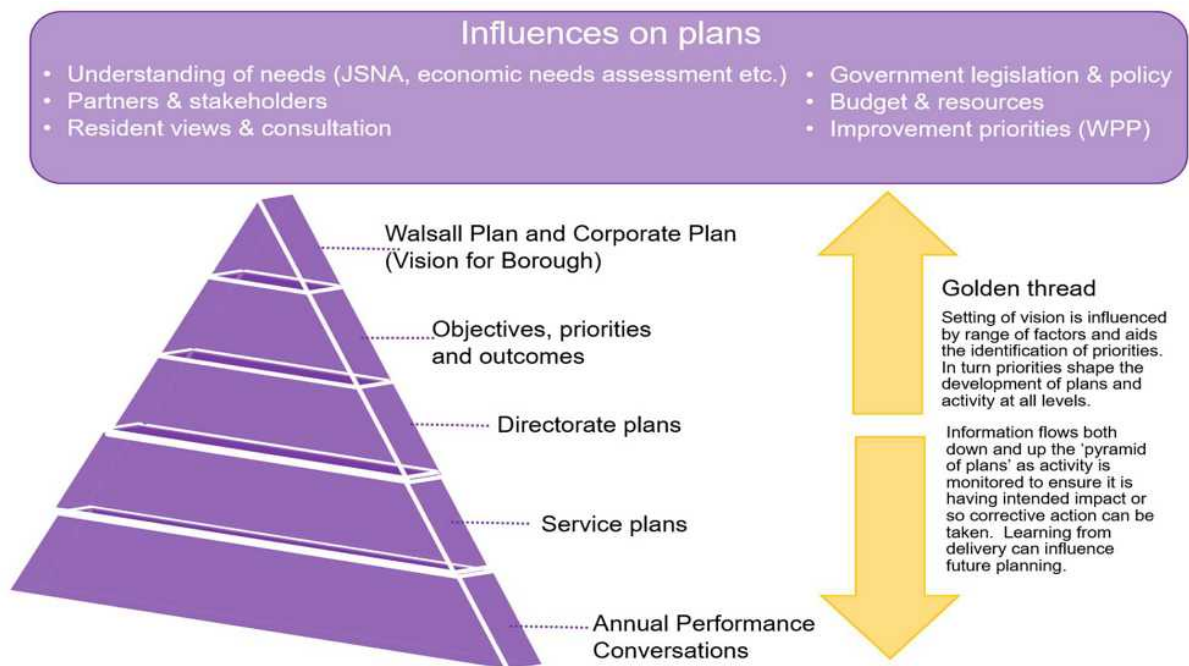 Influences on plans
• Understanding of needs (JSNA, economic needs assessment etc.)
• Partners & stakeholders
• Resident views & consultation
• Government legislation & policy
• Budget & resources
• Improvement priorities (WPP)
Walsall Plan and Corporate Plan
(Vision for Borough)
Objectives, priorities
and outcomes
Directorate plans
Service plans
Annual Performance
Conversations
Golden thread
Setting of vision is influenced
by range of factors and aids
the identification of priorities.
In turn priorities shape the
development of plans and
activity at all levels.
Information flows both
down and up the 'pyramid
of plans' as activity is
monitored to ensure it is
having intended impact or
so corrective action can be
taken.  Learning from
delivery can influence
future planning.